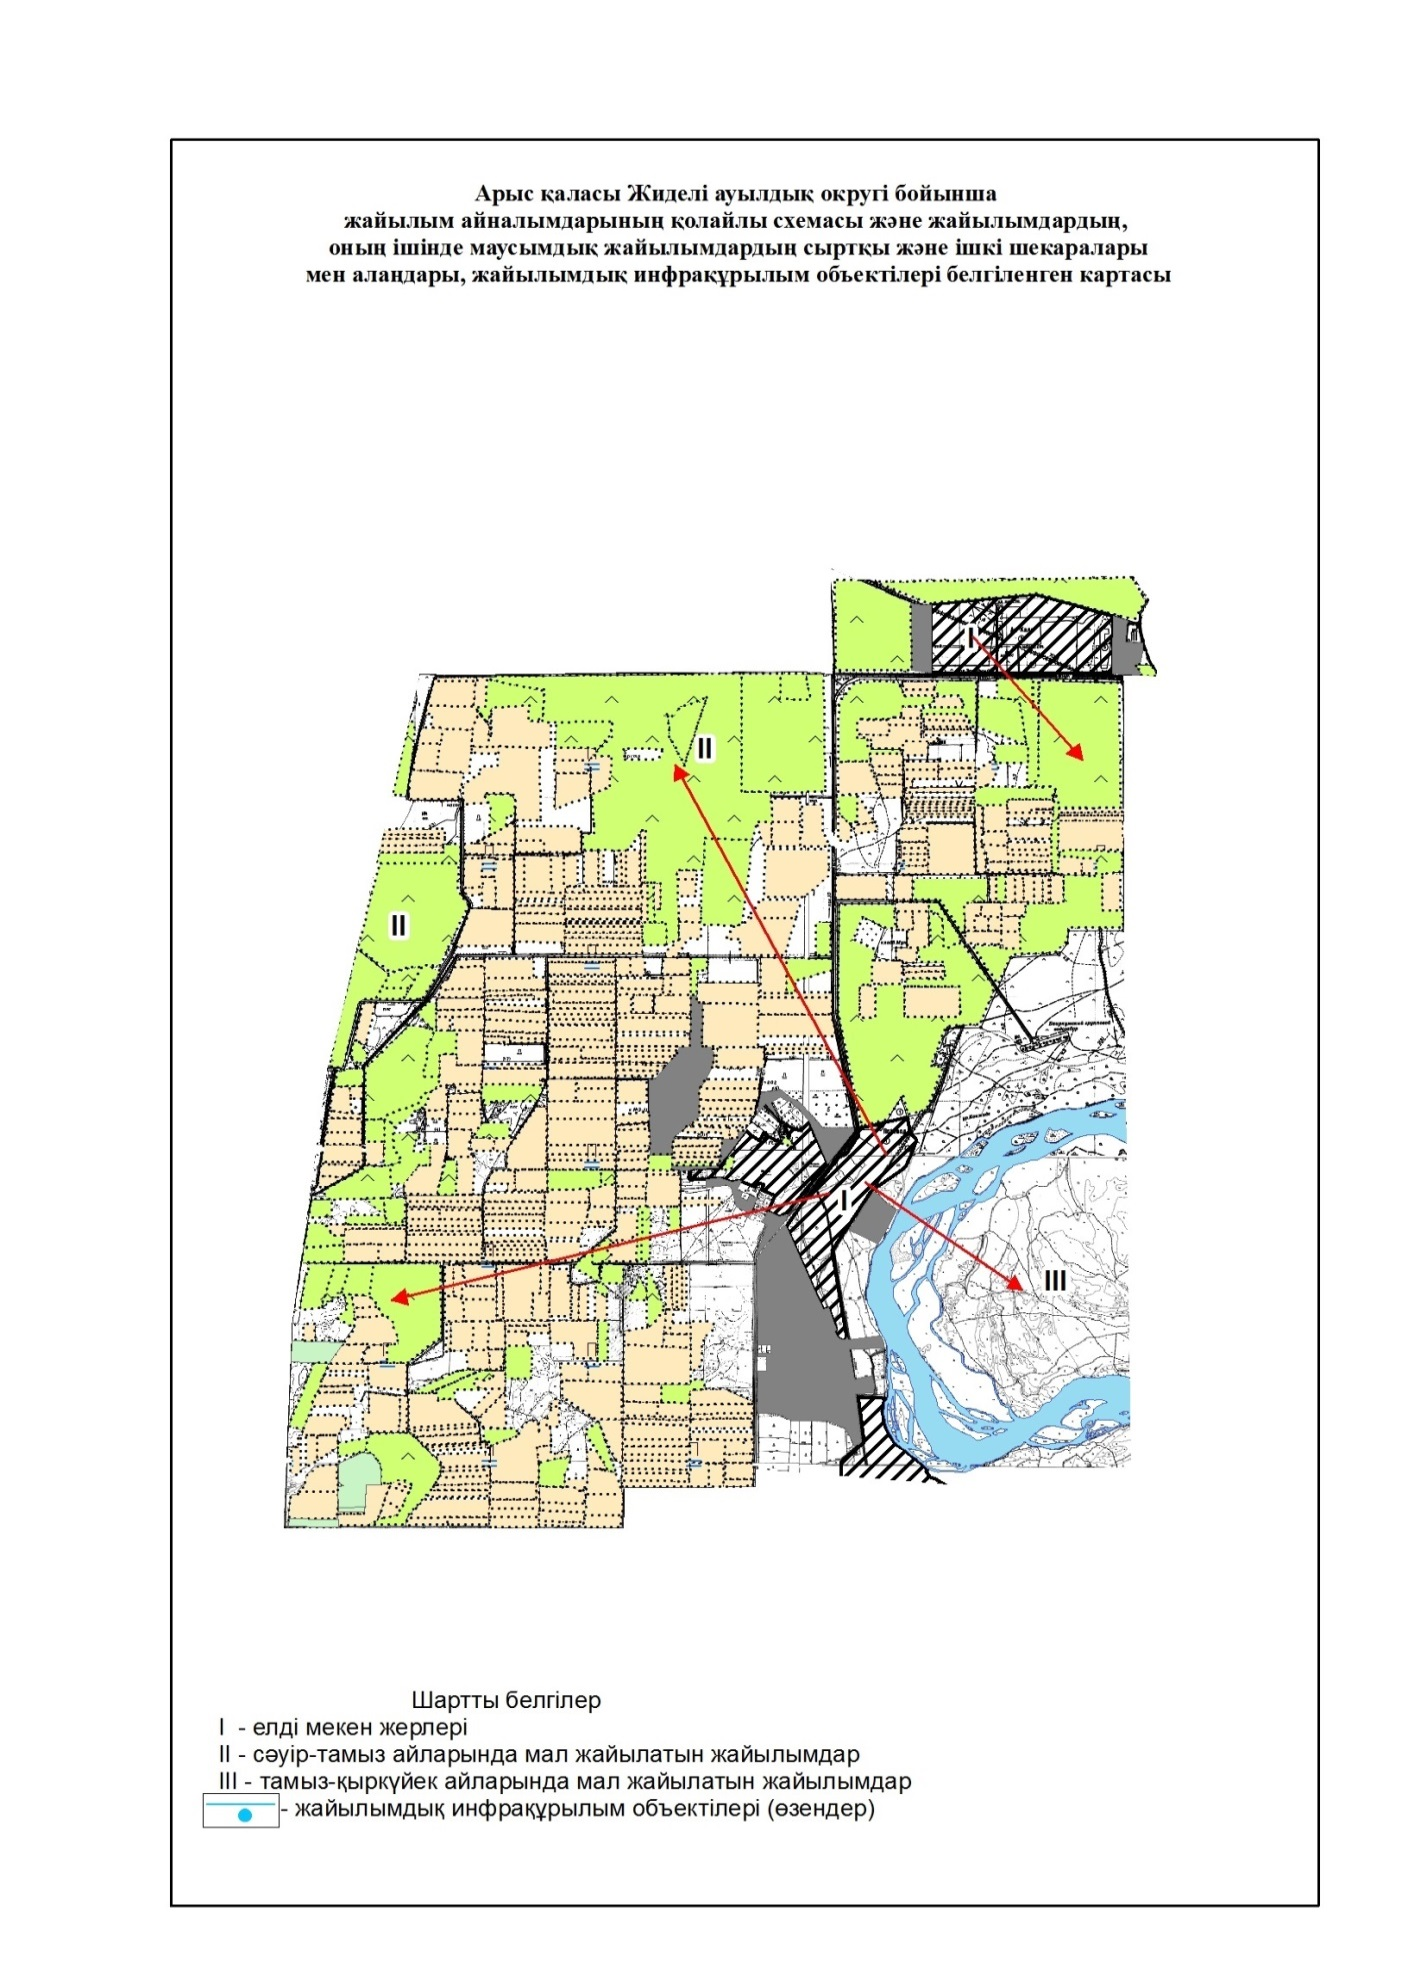 Арыс қаласы Жиделі ауылдық округі бойынша
жайылым айналымдарының қолайлы схемасы және жайылымдардың,
оның ішінде маусымдық жайылымдардың сыртқы және ішкі шекаралары
мен алаңдары, жайылымдық инфрақұрылым объектілері белгіленген картасы
I
II
II
I
III
Шартты белгілер
I - елді мекен жерлері
II - сәуір-тамыз айларында мал жайылатын жайылымдар
III - тамыз-қыркүйек айларында мал жайылатын жайылымдар
- жайылымдық инфрақұрылым объектілері (өзендер)